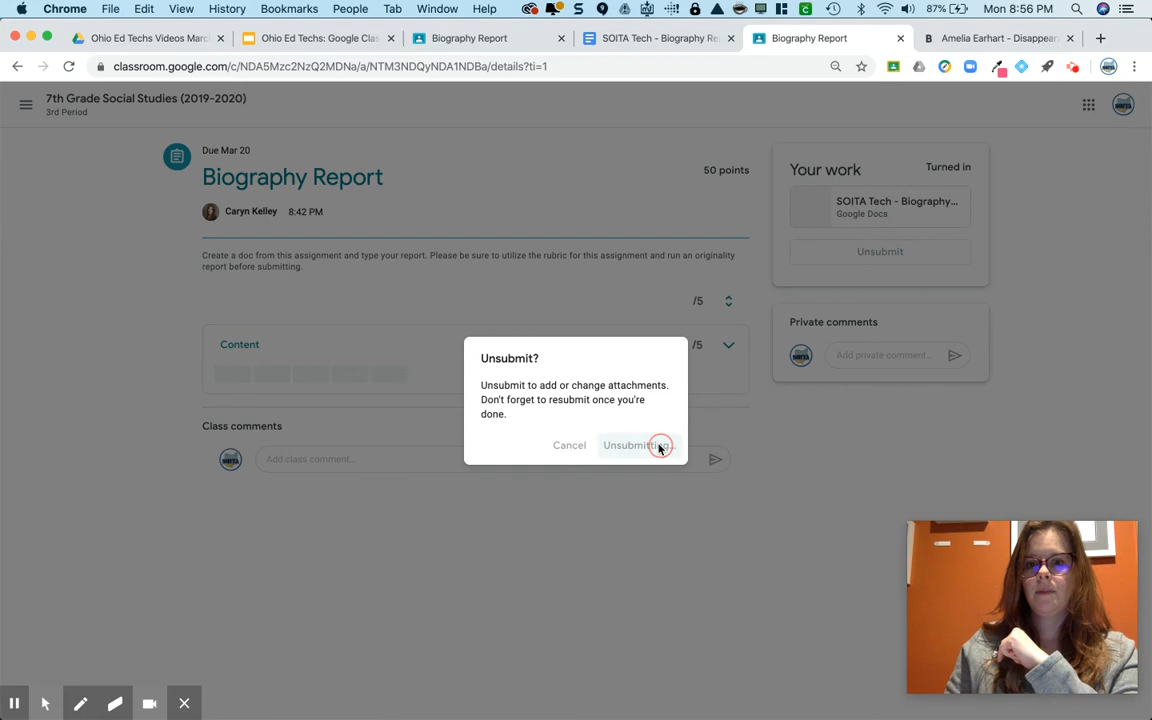 Chrome File Edit View History Bookmarks People Tab Window Help 87% Mon 8:56 PM
Ohio Ed Techs Videos Marc Ohio Ed Techs: Google Clas Biography Report SOITA Tech - Biography Re Biography Report B Amelia Earhart - Disappear
classroom.google.com/c/NDA5Mzc2NzQ2MDNa/a/NTM3NDQyNDA1NDBa/details?ti=1
7th Grade Social Studies (2019-2020)
3rd Period
Due Mar 20
Biography Report
50 points
Caryn Kelley 8:42 PM
Create a doc from this assignment and type your report. Please be sure to utilize the rubric for this assignment and run an originality
report before submitting.
/5
Content
/5
Class comments
Add class comment...
Your work
Turned in
SOITA Tech - Biography...
Google Docs
Unsubmit
Private comments
Add private comment...
Unsubmit?
Unsubmit to add or change attachments.
Don't forget to resubmit once you're
done.
Cancel Unsubmitting...